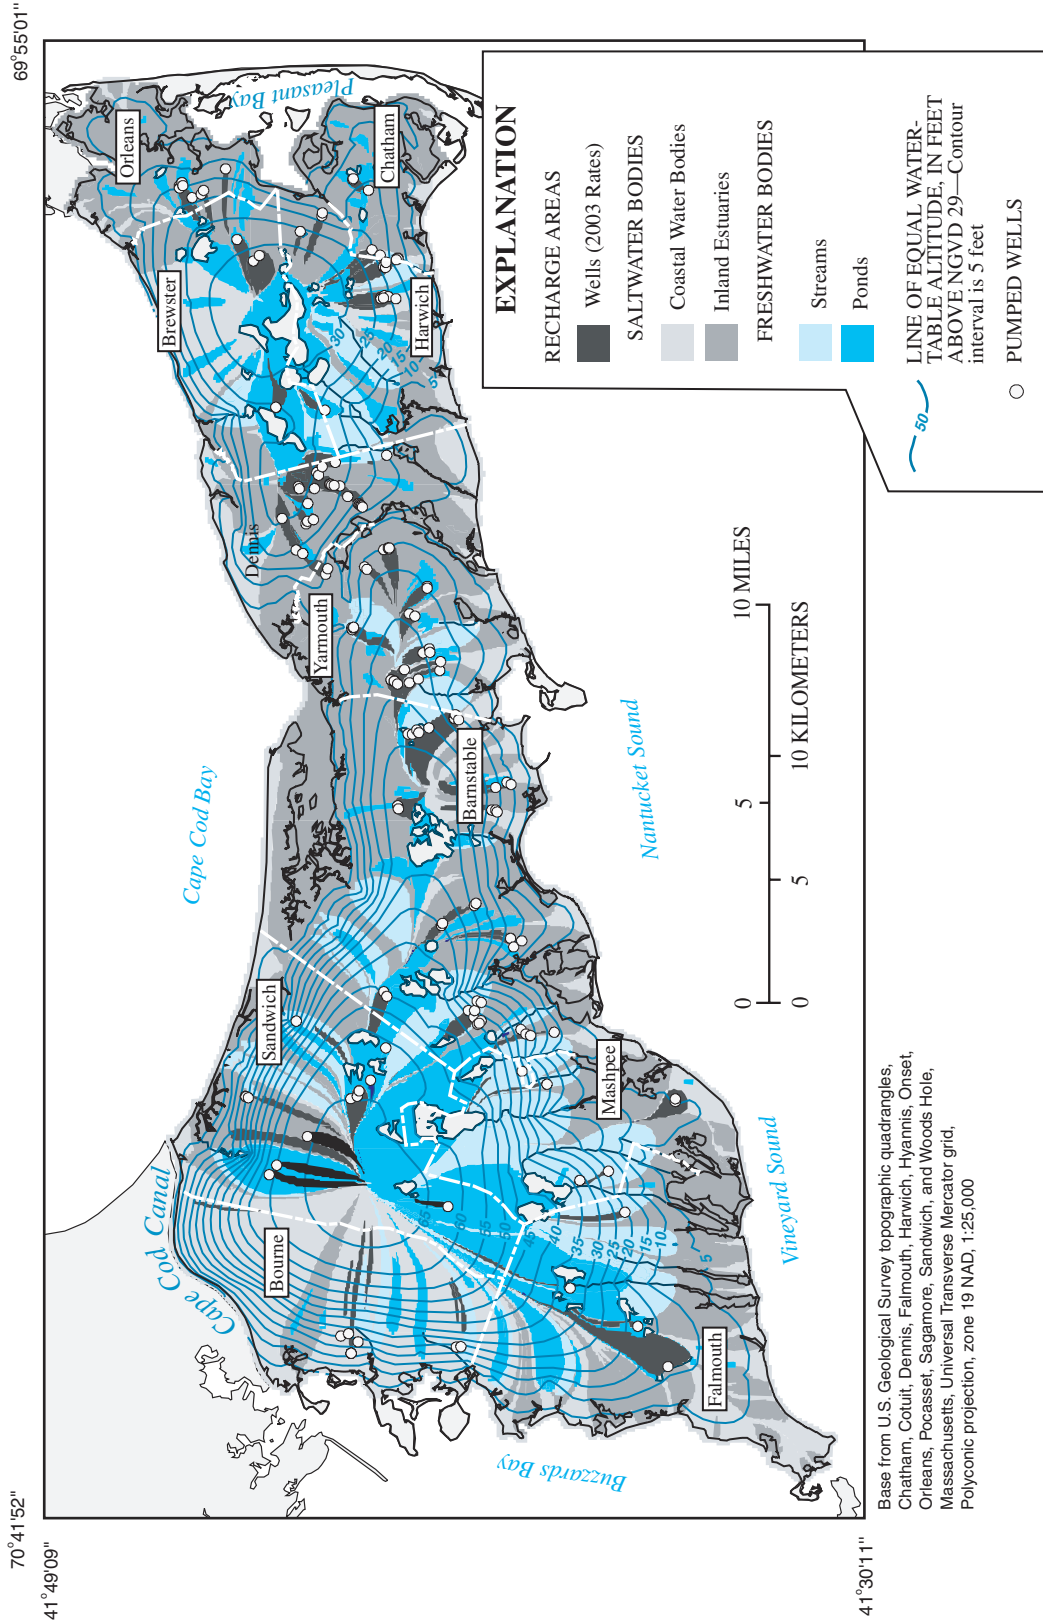 70°41'52"
69°55'01"
41°49'09"
41°30'11"
Cape Cod Canal
Cape Cod Bay
Buzzards Bay
Vineyard Sound
Nantucket Sound
Pleasant Bay
Bourne
Sandwich
Falmouth
Mashpee
Barnstable
Yarmouth
Dennis
Brewster
Harwich
Orleans
Chatham
65
60
55
50
45
40
35
30
25
20
15
10
5
30
25
20
15
10
5
0 5 10 MILES
0 5 10 KILOMETERS
EXPLANATION
RECHARGE AREAS
Wells (2003 Rates)
SALTWATER BODIES
Coastal Water Bodies
Inland Estuaries
FRESHWATER BODIES
Streams
Ponds
50
LINE OF EQUAL WATER-
TABLE ALTITUDE, IN FEET
ABOVE NGVD 29—Contour
interval is 5 feet
PUMPED WELLS
Base from U.S. Geological Survey topographic quadrangles,
Chatham, Cotuit, Dennis, Falmouth, Harwich, Hyannis, Onset,
Orleans, Pocasset, Sagamore, Sandwich, and Woods Hole,
Massachusetts, Universal Transverse Mercator grid,
Polyconic projection, zone 19 NAD, 1:25,000